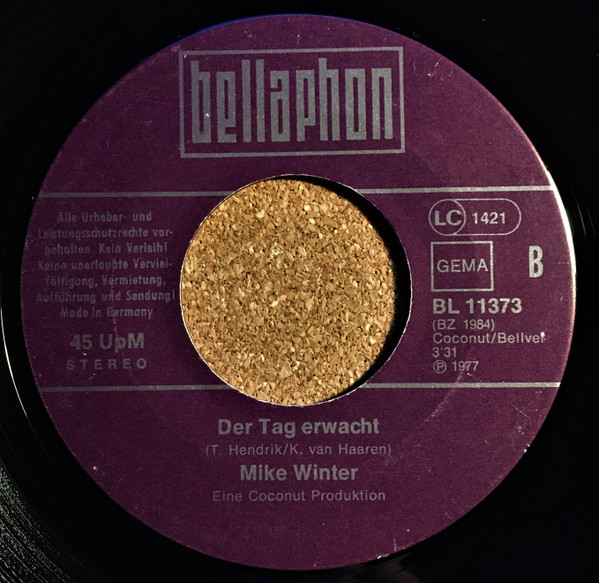 bellaphon
Alle Urheber- und
Leistungsschutzrechte vor-
behalten. Kein Verleih!
Keine unerlaubte Verviel-
fältigung, Vermietung,
Aufführung und Sendung!
Made in Germany
45 UpM
STEREO
LC 1421
GEMA
B
BL 11373
(BZ 1984)
Coconut/Bellver
3'31
℗ 1977
Der Tag erwacht
(T. Hendrik/K. van Haaren)
Mike Winter
Eine Coconut Produktion